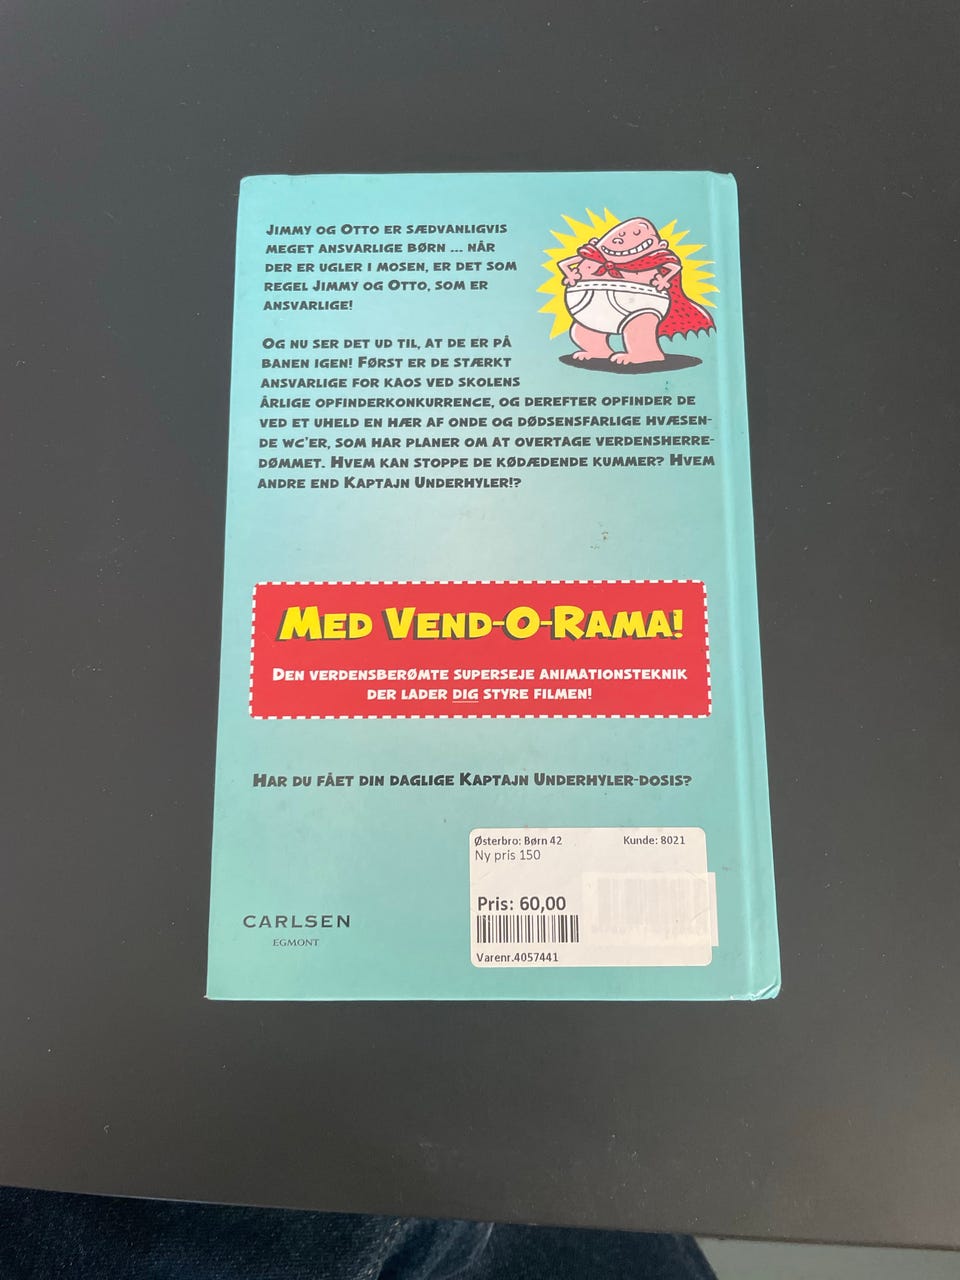 Jimmy og Otto er sædvanligvis
meget ansvarlige børn ... når
der er ugler i mosen, er det som
regel Jimmy og Otto, som er
ansvarlige!
Og nu ser det ud til, at de er på
banen igen! Først er de stærkt
ansvarlige for kaos ved skolens
årlige opfinderkonkurrence, og derefter opfinder de
ved et uheld en hær af onde og dødsensfarlige hvæsen-
de wc'er, som har planer om at overtage verdensherre-
dømmet. Hvem kan stoppe de kødædende kummer? Hvem
andre end Kaptajn Underhyler!?
Med Vend-O-Rama!
Den verdensberømte superseje animationsteknik
der lader dig styre filmen!
Har du fået din daglige Kaptajn Underhyler-dosis?
Østerbro: Børn 42 Kunde: 8021
Ny pris 150
Pris: 60,00
Varenr.4057441
CARLSEN
EGMONT